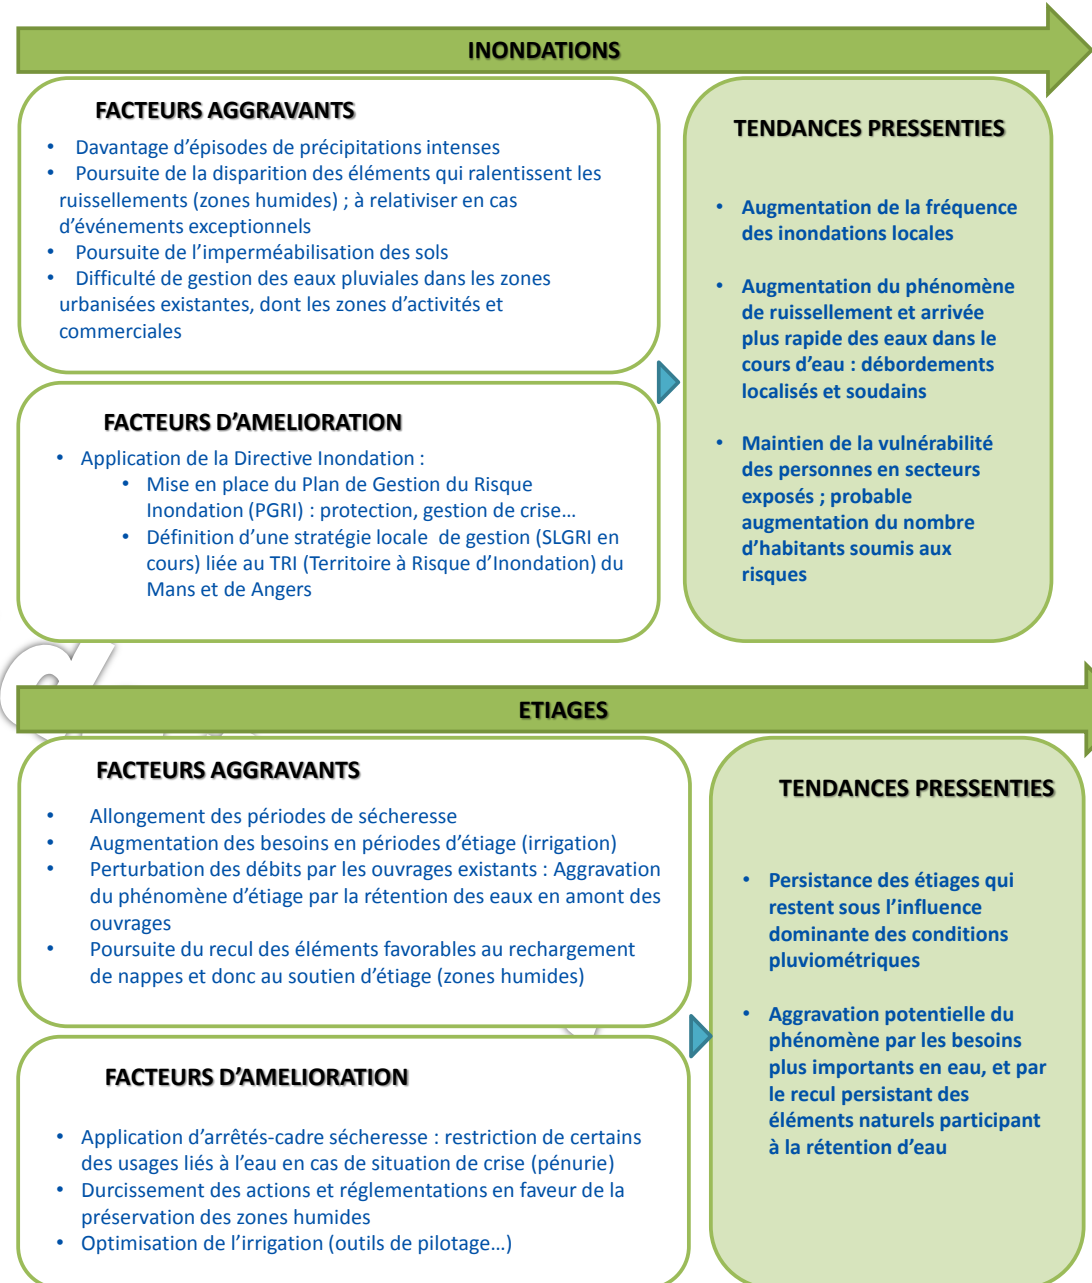 INONDATIONS
FACTEURS AGGRAVANTS
• Davantage d'épisodes de précipitations intenses
• Poursuite de la disparition des éléments qui ralentissent les
ruissellements (zones humides) ; à relativiser en cas
d'événements exceptionnels
• Poursuite de l'imperméabilisation des sols
• Difficulté de gestion des eaux pluviales dans les zones
urbanisées existantes, dont les zones d'activités et
commerciales
FACTEURS D'AMELIORATION
• Application de la Directive Inondation :
• Mise en place du Plan de Gestion du Risque
Inondation (PGRI) : protection, gestion de crise…
• Définition d'une stratégie locale de gestion (SLGRI en
cours) liée au TRI (Territoire à Risque d'Inondation) du
Mans et de Angers
TENDANCES PRESSENTIES
• Augmentation de la fréquence
des inondations locales
• Augmentation du phénomène
de ruissellement et arrivée
plus rapide des eaux dans le
cours d'eau : débordements
localisés et soudains
• Maintien de la vulnérabilité
des personnes en secteurs
exposés ; probable
augmentation du nombre
d'habitants soumis aux
risques
ETIAGES
FACTEURS AGGRAVANTS
• Allongement des périodes de sécheresse
• Augmentation des besoins en périodes d'étiage (irrigation)
• Perturbation des débits par les ouvrages existants : Aggravation
du phénomène d'étiage par la rétention des eaux en amont des
ouvrages
• Poursuite du recul des éléments favorables au rechargement
de nappes et donc au soutien d'étiage (zones humides)
FACTEURS D'AMELIORATION
• Application d'arrêtés-cadre sécheresse : restriction de certains
des usages liés à l'eau en cas de situation de crise (pénurie)
• Durcissement des actions et réglementations en faveur de la
préservation des zones humides
• Optimisation de l'irrigation (outils de pilotage…)
TENDANCES PRESSENTIES
• Persistance des étiages qui
restent sous l'influence
dominante des conditions
pluviométriques
• Aggravation potentielle du
phénomène par les besoins
plus importants en eau, et par
le recul persistant des
éléments naturels participant
à la rétention d'eau